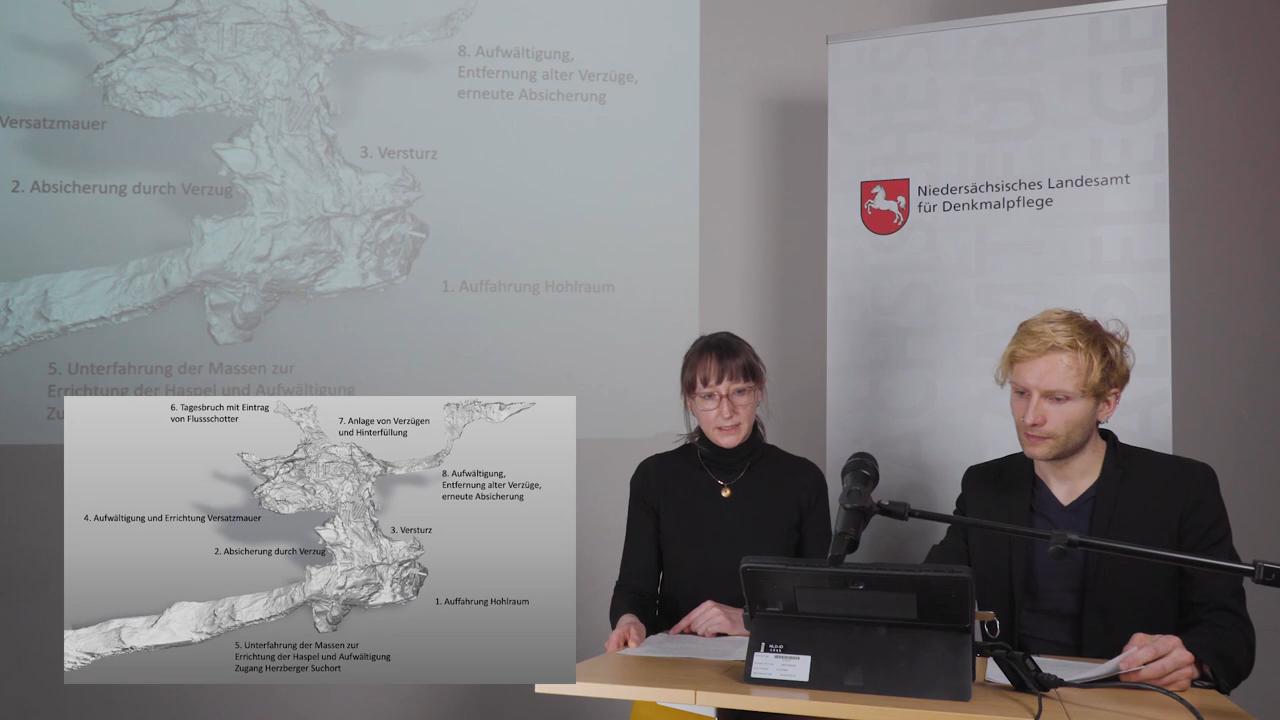 8. Aufwältigung,
Entfernung alter Verzüge,
erneute Absicherung
Versatzmauer
3. Versturz
2. Absicherung durch Verzug
1. Auffahrung Hohlraum
5. Unterfahrung der Massen zur
Errichtung der Haspel und Aufwältigung
Zu
Niedersächsisches Landesamt
für Denkmalpflege
6. Tagesbruch mit Eintrag
von Flussschotter
7. Anlage von Verzügen
und Hinterfüllung
8. Aufwältigung,
Entfernung alter Verzüge,
erneute Absicherung
4. Aufwältigung und Errichtung Versatzmauer
3. Versturz
2. Absicherung durch Verzug
1. Auffahrung Hohlraum
5. Unterfahrung der Massen zur
Errichtung der Haspel und Aufwältigung
Zugang Herzberger Suchort